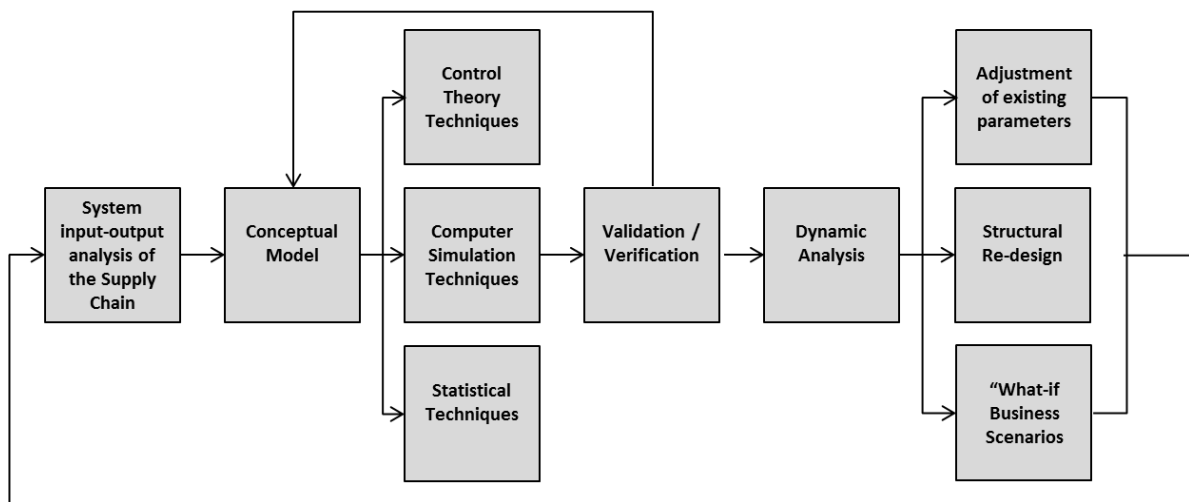 System
input-output
analysis of
the Supply
Chain
Conceptual
Model
Control
Theory
Techniques
Computer
Simulation
Techniques
Statistical
Techniques
Validation /
Verification
Dynamic
Analysis
Adjustment
of existing
parameters
Structural
Re-design
“What-if
Business
Scenarios